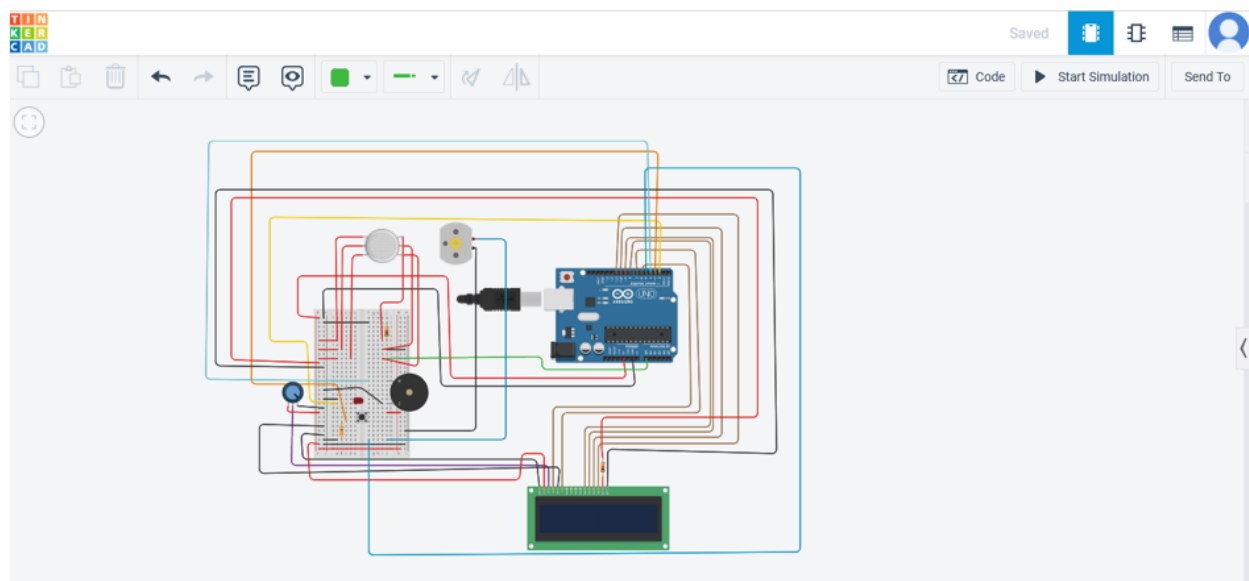 TIN
KER
CAD
Saved
Code
Start Simulation
Send To
UNO